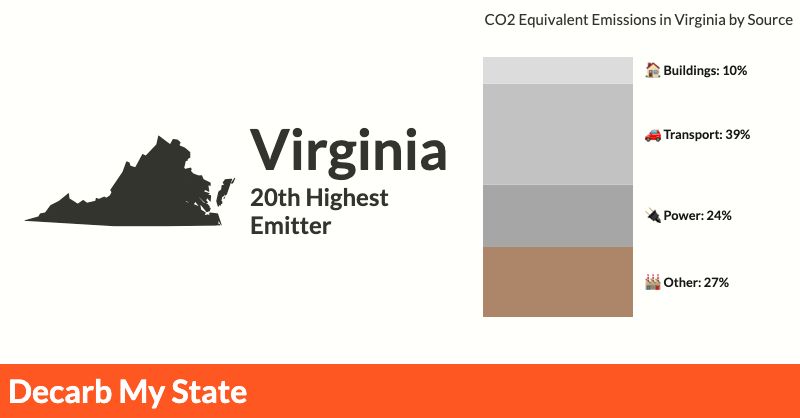 CO2 Equivalent Emissions in Virginia by Source
Virginia
20th Highest
Emitter
Buildings: 10%
Transport: 39%
Power: 24%
Other: 27%
Decarb My State